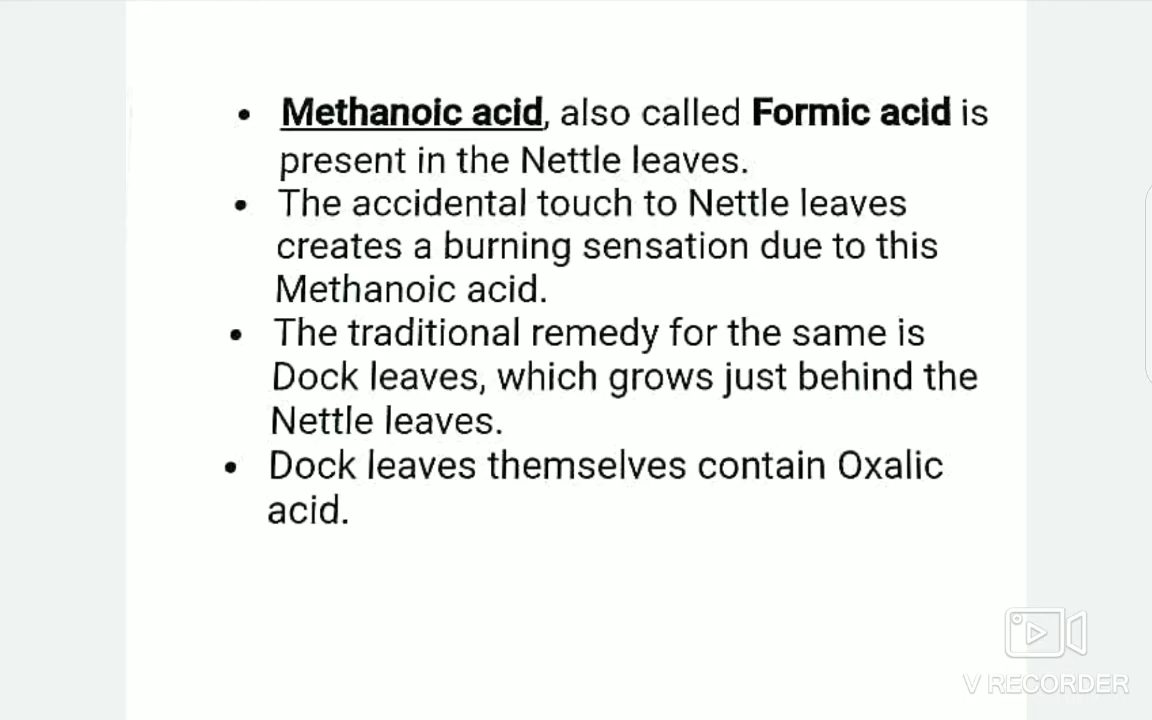 • Methanoic acid, also called Formic acid is
present in the Nettle leaves.
• The accidental touch to Nettle leaves
creates a burning sensation due to this
Methanoic acid.
• The traditional remedy for the same is
Dock leaves, which grows just behind the
Nettle leaves.
• Dock leaves themselves contain Oxalic
acid.
V RECORDER